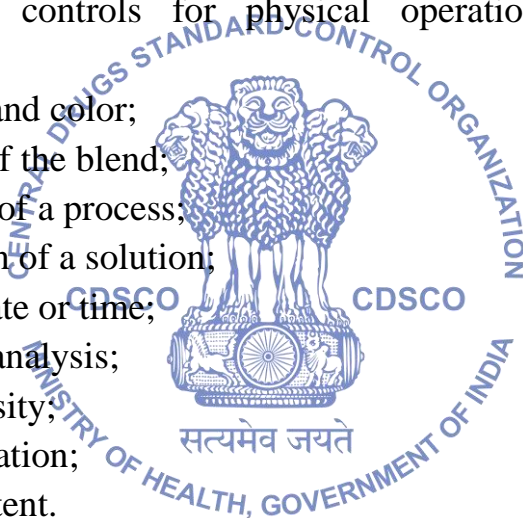 controls for physical operatio
and color;
f the blend;
of a process;
n of a solution;
ate or time;
analysis;
sity;
ation;
tent.
CENTRAL DRUGS STANDARD CONTROL ORGANIZATION
CDSCO CDSCO
सत्यमेव जयते
MINISTRY OF HEALTH, GOVERNMENT OF INDIA